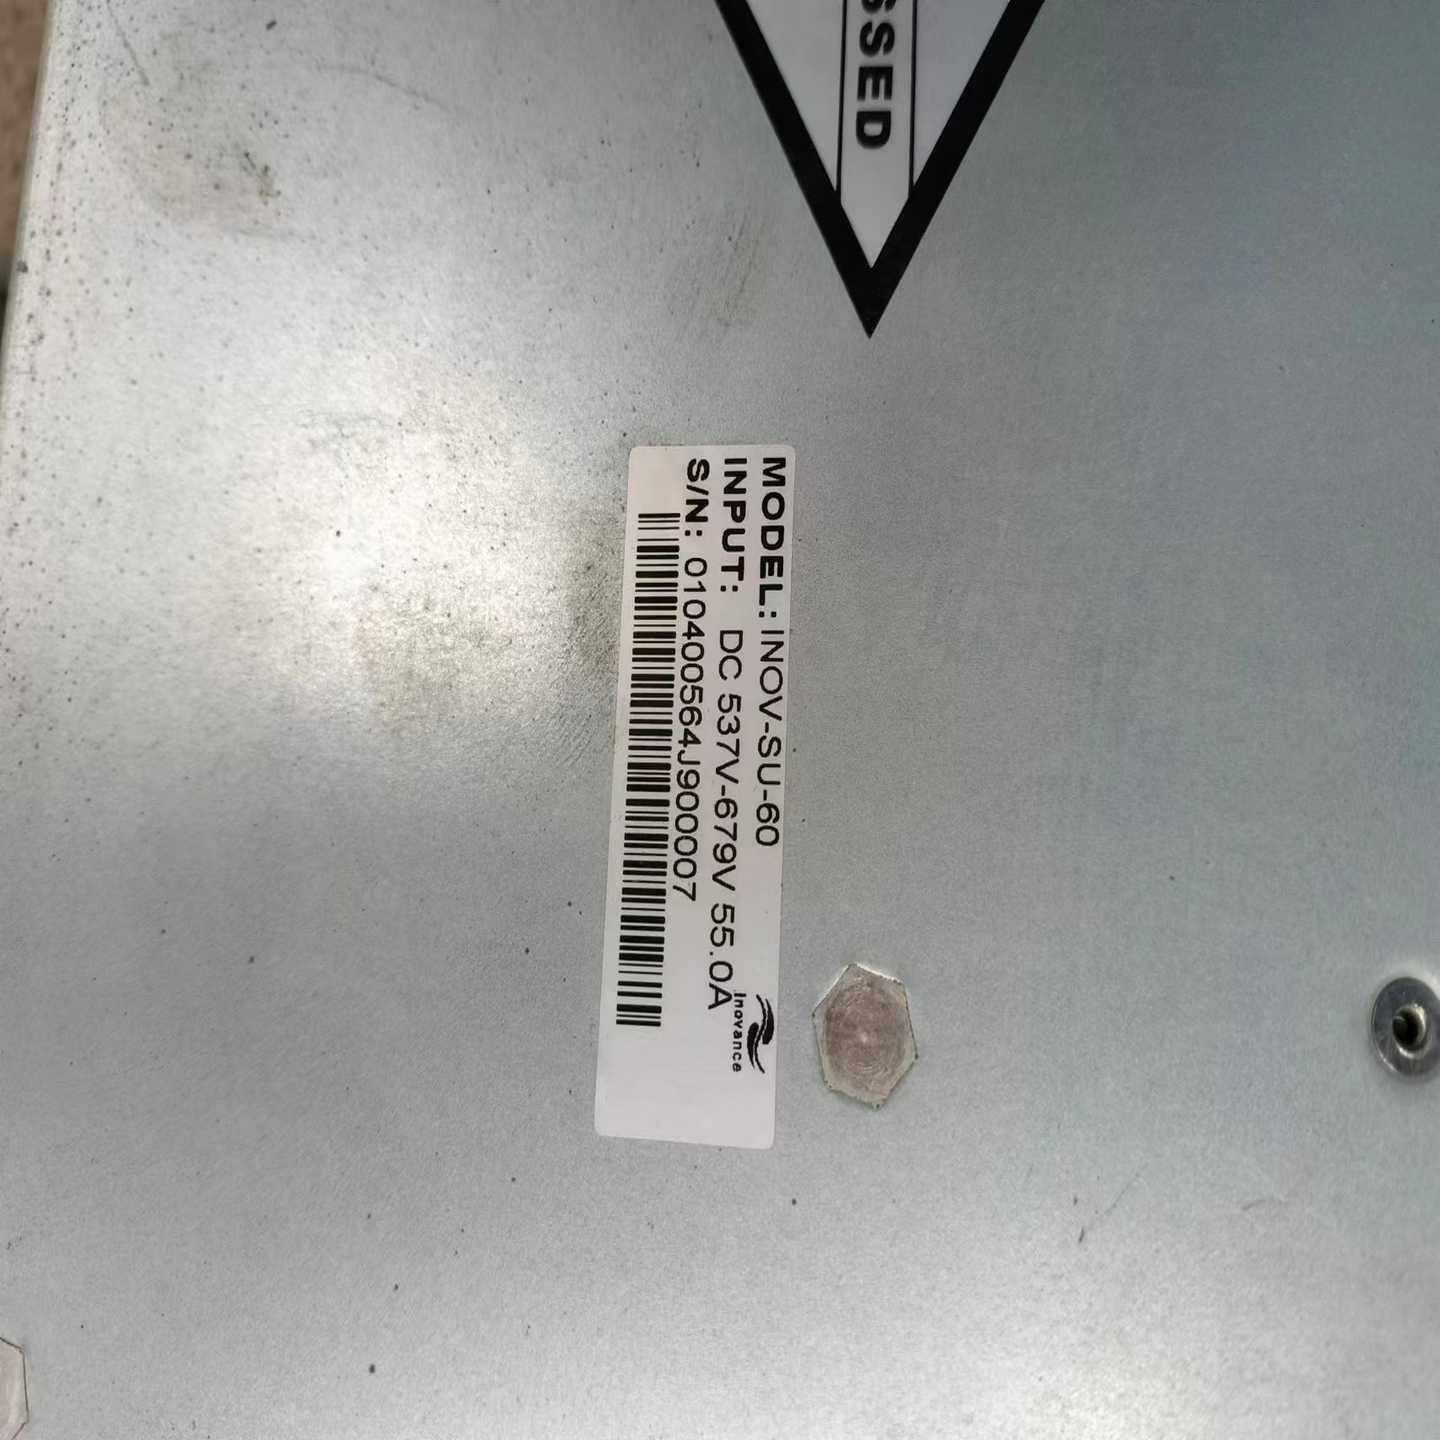 SSED
MODEL: INOV-SU-60
INPUT: DC 537V-679V 55.0A
S/N: 010400564J900007
Inovance